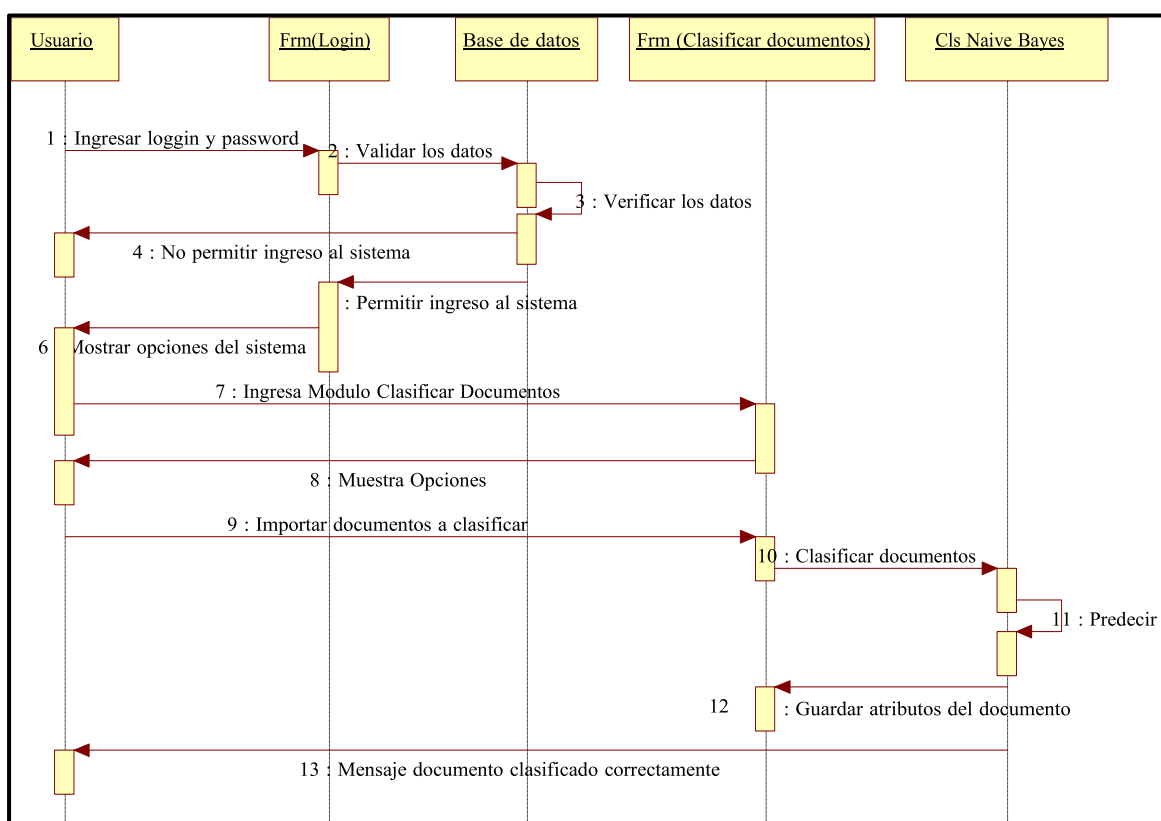 Usuario
Frm(Login)
Base de datos
Frm (Clasificar documentos)
Cls Naive Bayes
1 : Ingresar loggin y password
2 : Validar los datos
3 : Verificar los datos
4 : No permitir ingreso al sistema
: Permitir ingreso al sistema
6 Mostrar opciones del sistema
7 : Ingresa Modulo Clasificar Documentos
8 : Muestra Opciones
9 : Importar documentos a clasificar
10 : Clasificar documentos
11 : Predecir
12 : Guardar atributos del documento
13 : Mensaje documento clasificado correctamente